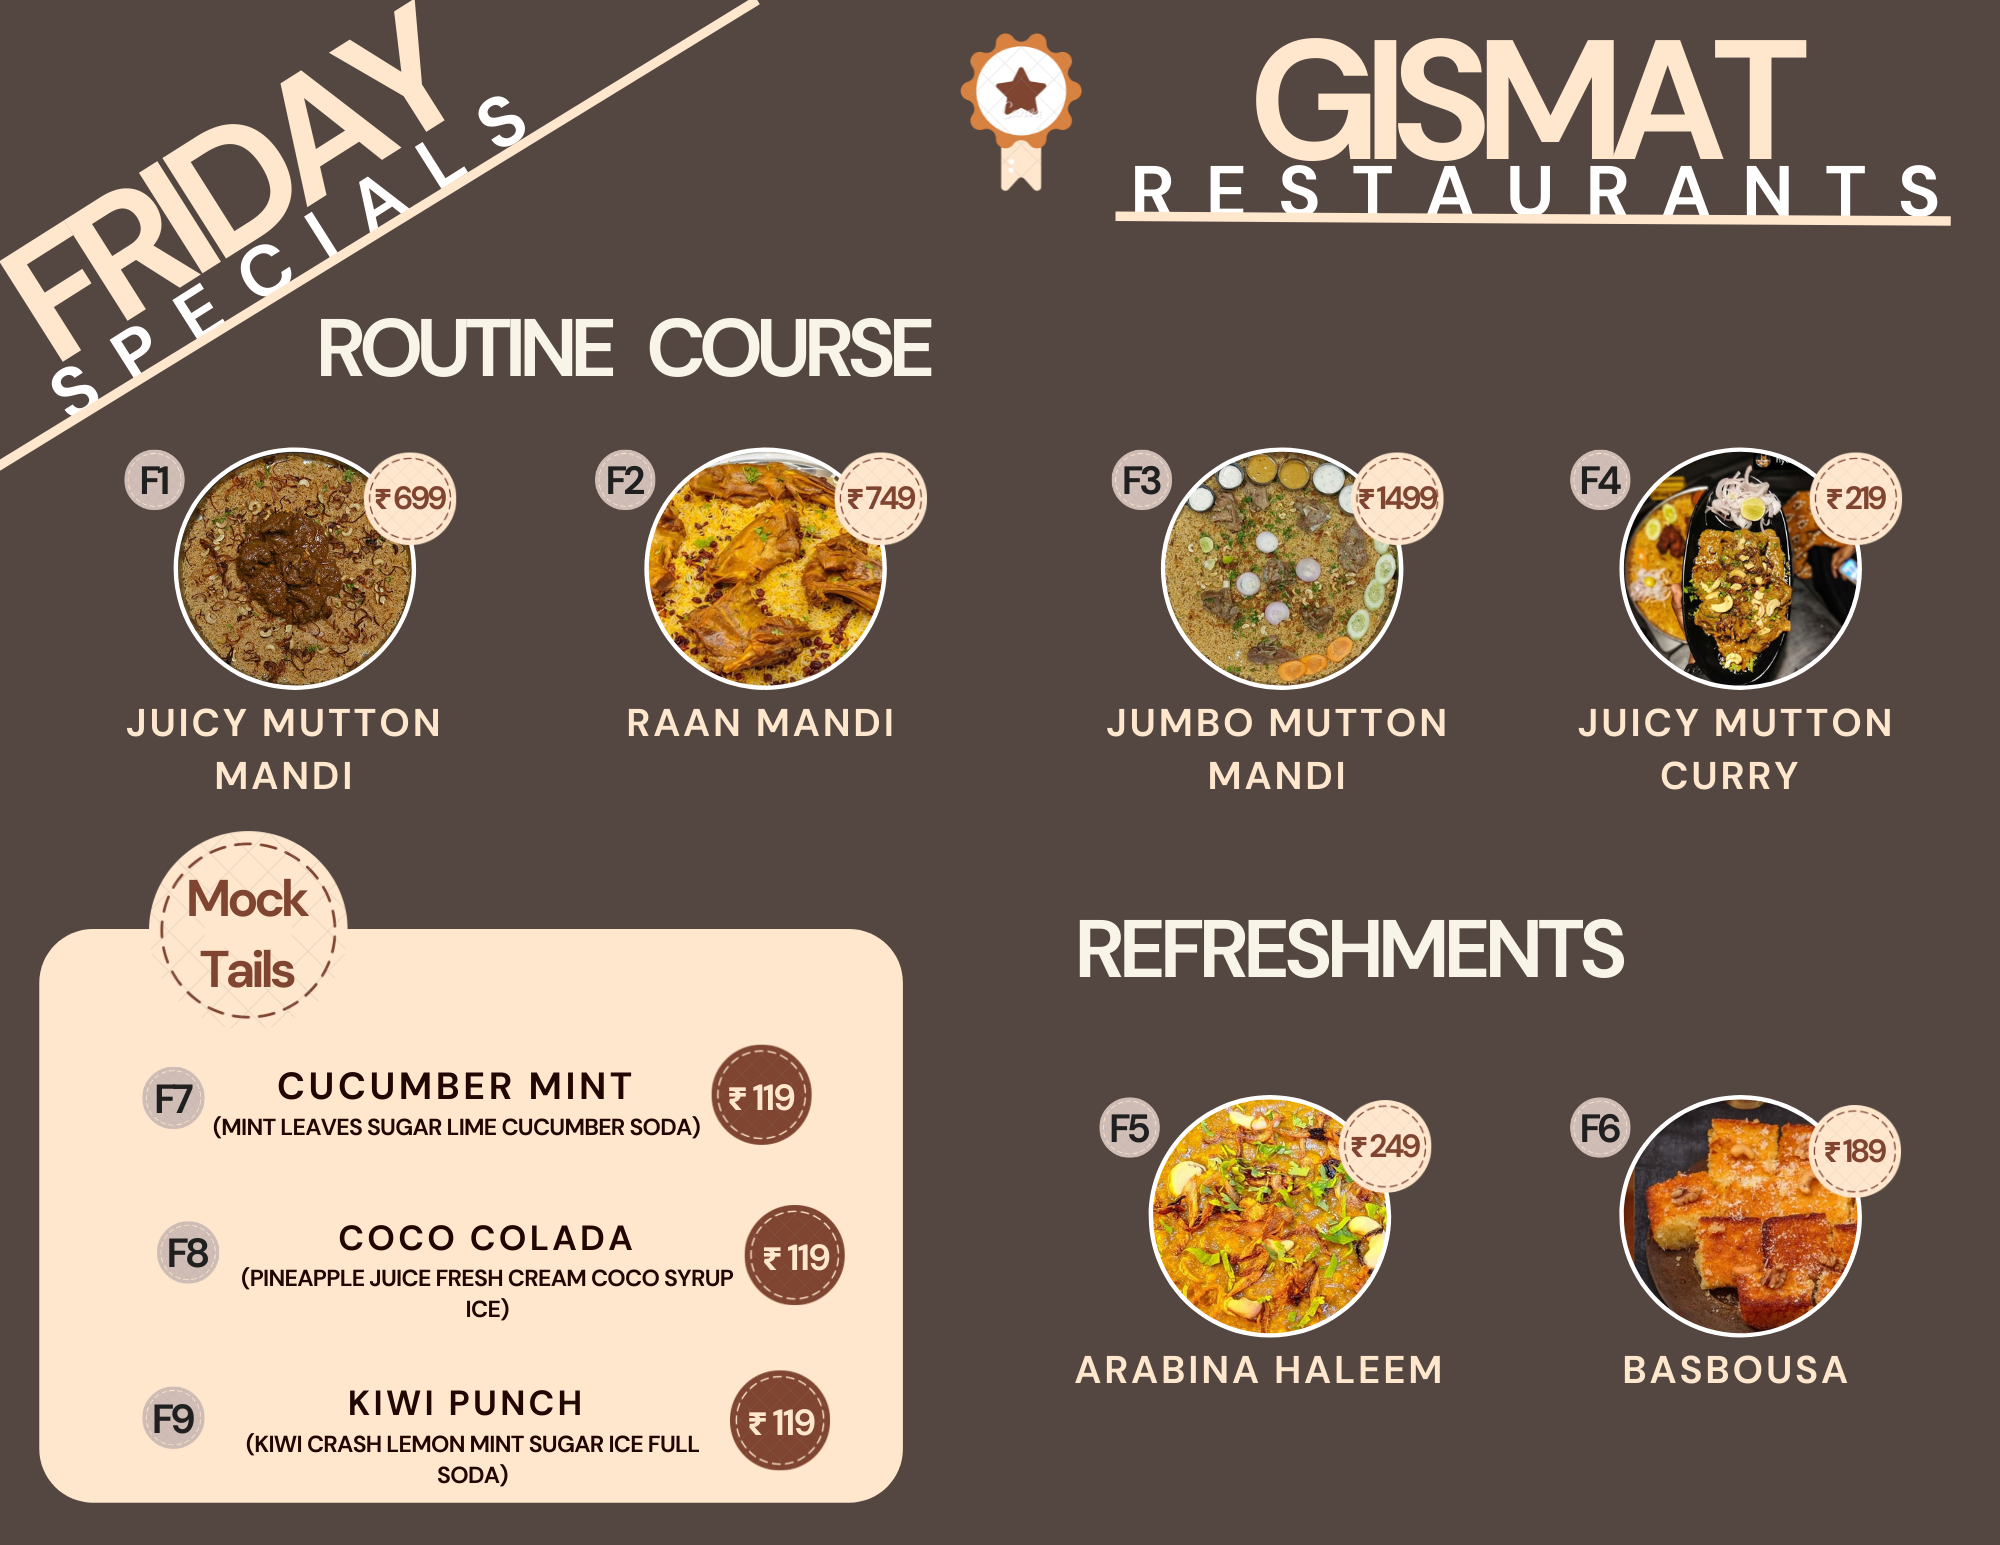 FRIDAY
SPECIALS
GISMAT
RESTAURANTS
ROUTINE COURSE
F1
₹699
JUICY MUTTON
MANDI
F2
₹749
RAAN MANDI
F3
₹1499
JUMBO MUTTON
MANDI
F4
₹219
JUICY MUTTON
CURRY
Mock
Tails
F7
CUCUMBER MINT
₹ 119
(MINT LEAVES SUGAR LIME CUCUMBER SODA)
F8
COCO COLADA
₹ 119
(PINEAPPLE JUICE FRESH CREAM COCO SYRUP
ICE)
F9
KIWI PUNCH
₹ 119
(KIWI CRASH LEMON MINT SUGAR ICE FULL
SODA)
REFRESHMENTS
F5
₹249
ARABINA HALEEM
F6
₹189
BASBOUSA